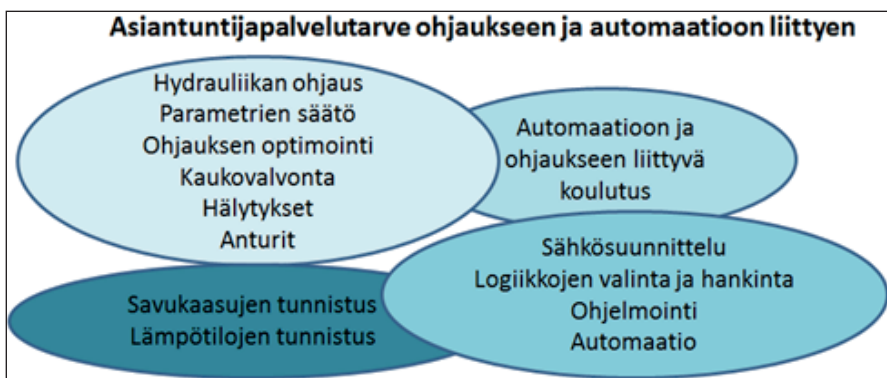 Asiantuntijapalvelutarve ohjaukseen ja automaatioon liittyen
Hydrauliikan ohjaus
Parametrien säätö
Ohjauksen optimointi
Kaukovalvonta
Hälytykset
Anturit
Automaatioon ja
ohjaukseen liittyvä
koulutus
Savukaasujen tunnistus
Lämpötilojen tunnistus
Sähkösuunnittelu
Logiikkojen valinta ja hankinta
Ohjelmointi
Automaatio